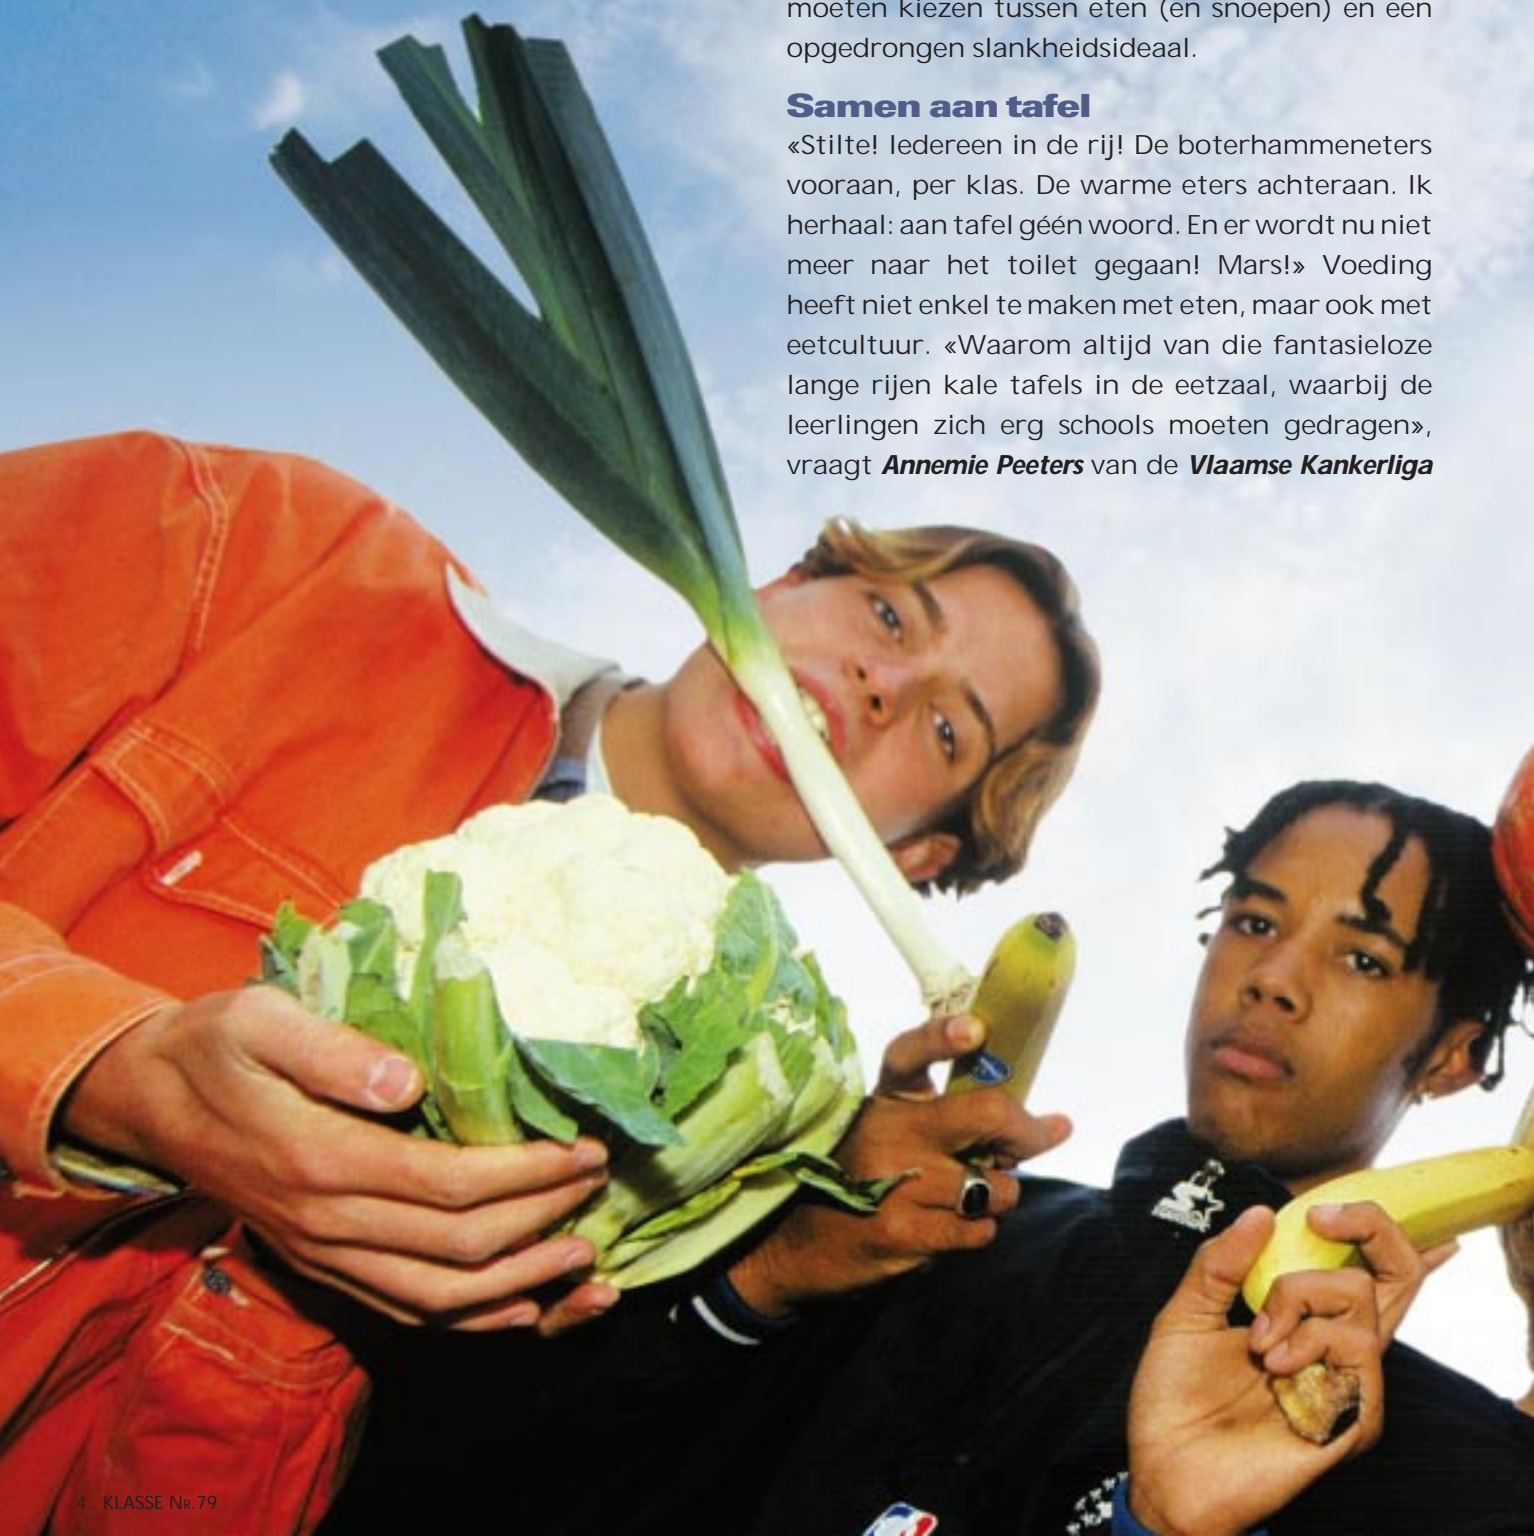 moeten kiezen tussen eten (en snoepen) en een
opgedrongen slankheidsideaal.
Samen aan tafel
«Stilte! Iedereen in de rij! De boterhammeneters
vooraan, per klas. De warme eters achteraan. Ik
herhaal: aan tafel géén woord. En er wordt nu niet
meer naar het toilet gegaan! Mars!» Voeding
heeft niet enkel te maken met eten, maar ook met
eetcultuur. «Waarom altijd van die fantasieloze
lange rijen kale tafels in de eetzaal, waarbij de
leerlingen zich erg schools moeten gedragen»,
vraagt Annemie Peeters van de Vlaamse Kankerliga
4 KLASSE NR.79